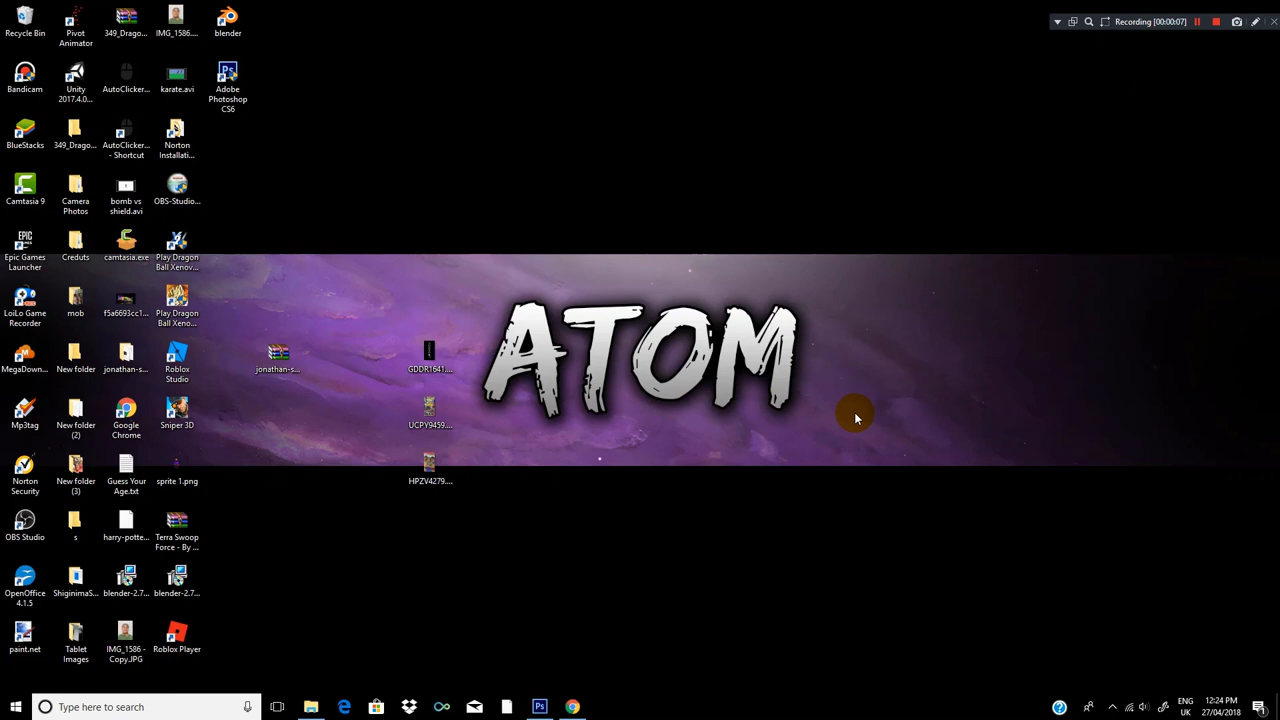 Recording [00:00:07]
Recycle Bin
Pivot
Animator
349_Drago...
IMG_1586....
blender
Bandicam
Unity
2017.4.0...
AutoClicker...
karate.avi
Adobe
Photoshop
CS6
BlueStacks
349_Drago...
AutoClicker...
- Shortcut
Norton
Installati...
Camtasia 9
Camera
Photos
bomb vs
shield.avi
OBS-Studio...
EPIC
GAMES
Epic Games
Launcher
Creduts
camtasia.exe
Play Dragon
Ball Xenov...
LoiLo Game
Recorder
mob
f5a6693cc1...
Play Dragon
Ball Xeno...
MegaDown...
New folder
jonathan-s...
Roblox
Studio
jonathan-s...
GDDR1641....
ATOM
Mp3tag
New folder
(2)
Google
Chrome
Sniper 3D
UCPY9459....
Norton
Security
New folder
(3)
Guess Your
Age.txt
sprite 1.png
HPZV4279....
OBS Studio
s
harry-potte...
Terra Swoop
Force - By ...
OpenOffice
4.1.5
ShiginimaS...
blender-2.7...
blender-2.7...
paint.net
Tablet
Images
IMG_1586 -
Copy.JPG
Roblox Player
Type here to search
Ps
ENG
UK
12:24 PM
27/04/2018